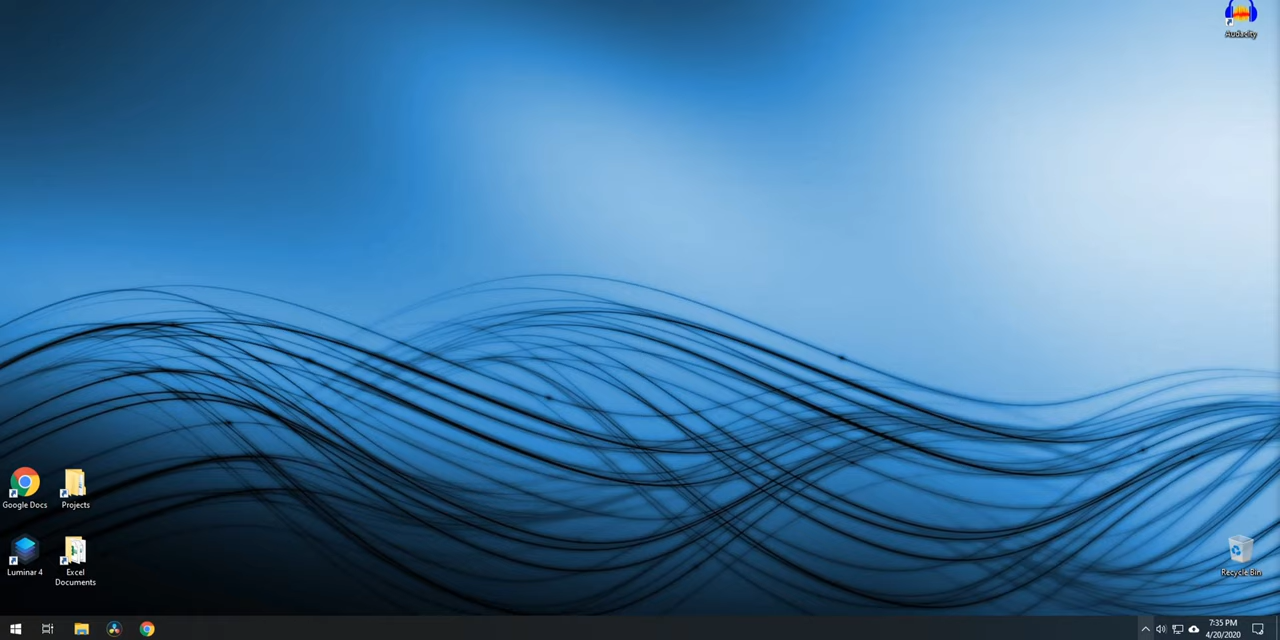 Audacity
Google Docs
Projects
Luminar 4
Excel
Documents
Recycle Bin
7:35 PM
4/20/2020